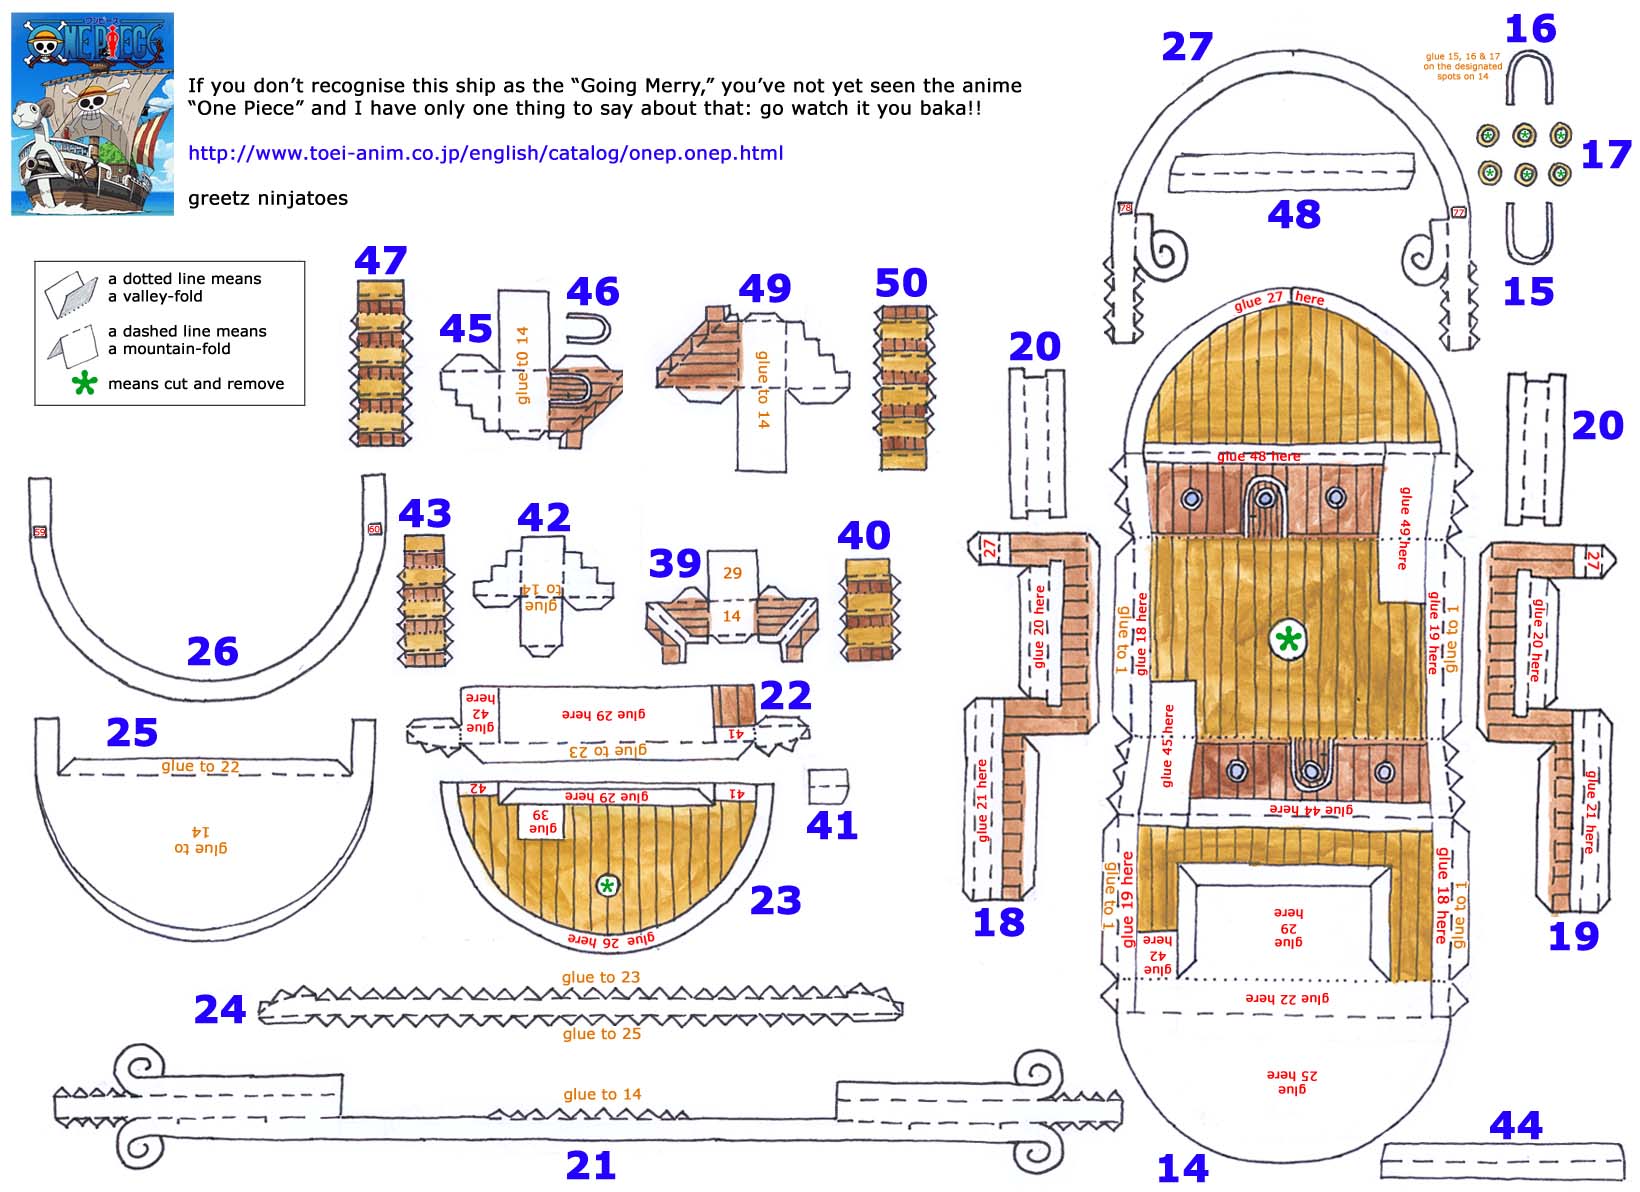 ワンピース
ONE PIECE
If you don't recognise this ship as the “Going Merry,” you've not yet seen the anime
“One Piece” and I have only one thing to say about that: go watch it you baka!!
http://www.toei-anim.co.jp/english/catalog/onep.onep.html
greetz ninjatoes
a dotted line means
a valley-fold
a dashed line means
a mountain-fold
means cut and remove
27
78
77
48
glue 15, 16 & 17
on the designated
spots on 14
16
17
15
47
45
glue to 14
46
49
glue to 14
50
20
20
26
59
60
43
42
glue
to 14
39
29
14
40
27
glue 20 here
glue 21 here
18
27
glue 20 here
glue 21 here
19
25
glue to 22
glue to
14
22
glue
42
here
glue 29 here
41
glue to 23
41
23
42
glue 29 here
41
glue
39
glue 26 here
24
glue to 23
glue to 25
glue to 14
21
glue 27 here
glue 48 here
glue 49 here
glue to 1
glue 18 here
glue 19 here
glue to 1
glue 45 here
glue 44 here
glue to 1
glue 19 here
glue 18 here
glue to 1
glue
29
here
glue
42
here
glue 22 here
glue
25 here
14
44